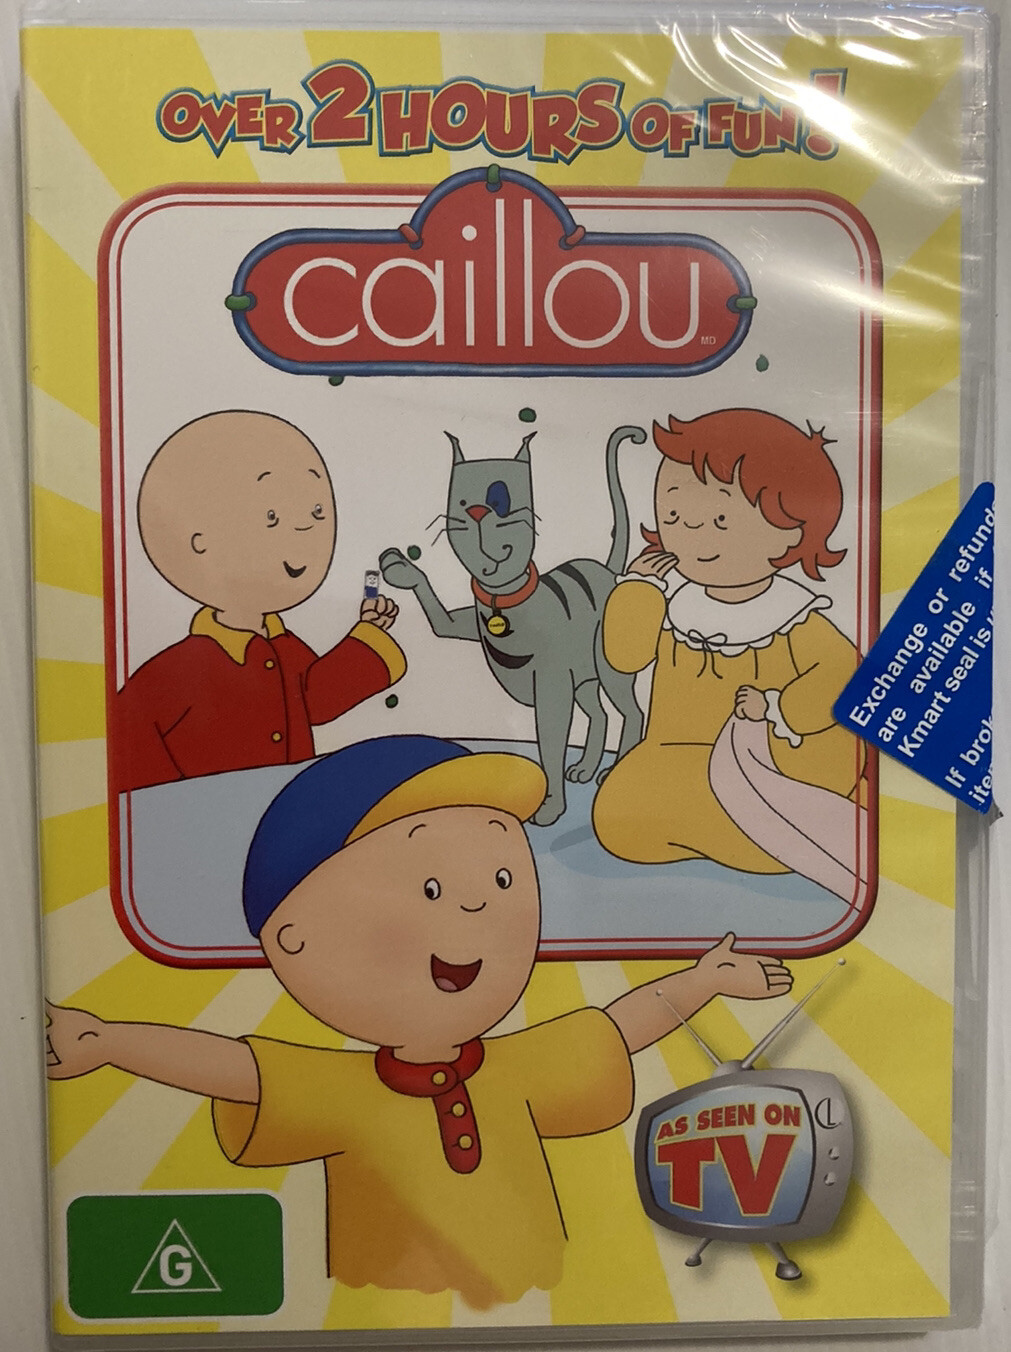 OVER 2 HOURS OF FUN!
caillou
MD
Exchange or refund
are available if
Kmart seal is
If
AS SEEN ON
TV
G